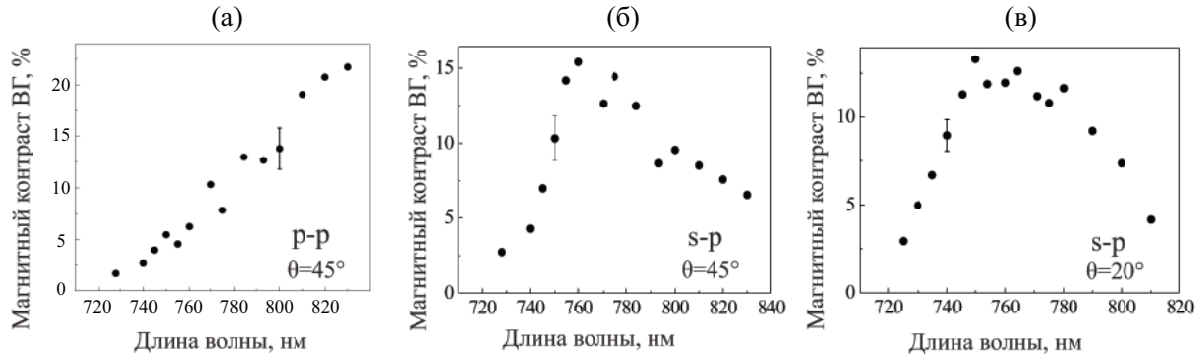 (а)
Магнитный контраст ВГ, %
20
15
10
5
0
720 740 760 780 800 820
p-p
θ=45°
Длина волны, нм
(б)
Магнитный контраст ВГ, %
15
10
5
0
720 740 760 780 800 820 840
s-p
θ=45°
Длина волны, нм
(в)
Магнитный контраст ВГ, %
10
5
0
720 740 760 780 800 820
s-p
θ=20°
Длина волны, нм